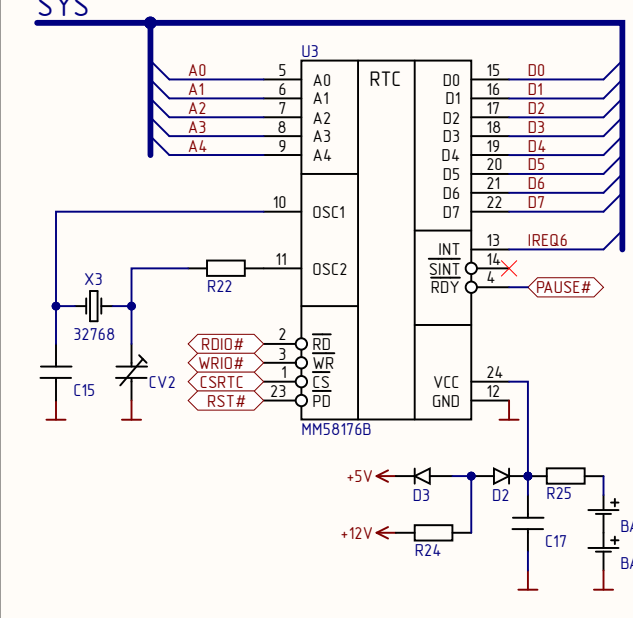 SYS
U3
RTC
A0 5 A0
A1 6 A1
A2 7 A2
A3 8 A3
A4 9 A4
D0 15 D0
D1 16 D1
D2 17 D2
D3 18 D3
D4 19 D4
D5 20 D5
D6 21 D6
D7 22 D7
10 OSC1
INT 13 IREQ6
SINT 14
RDY 4 PAUSE#
11 OSC2
R22
X3
32768
C15
CV2
RDIO# 2 RD
WRIO# 3 WR
CSRTC 1 CS
RST# 23 PD
VCC 24
GND 12
MM58176B
+5V
D3
D2
R25
+12V
R24
C17
+
+